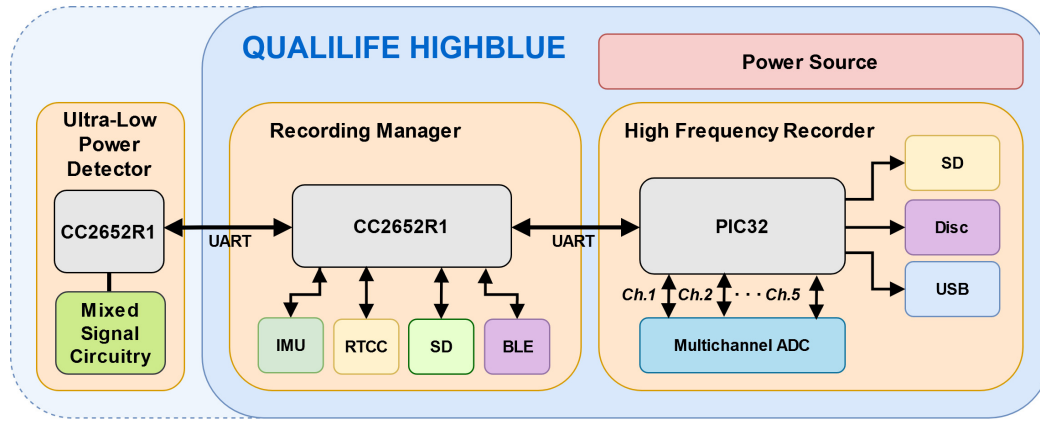 QUALILIFE HIGHBLUE
Power Source
Ultra-Low
Power
Detector
CC2652R1
Mixed
Signal
Circuitry
UART
Recording Manager
CC2652R1
IMU
RTCC
SD
BLE
UART
High Frequency Recorder
PIC32
SD
Disc
USB
Ch.1 Ch.2 · · · Ch.5
Multichannel ADC